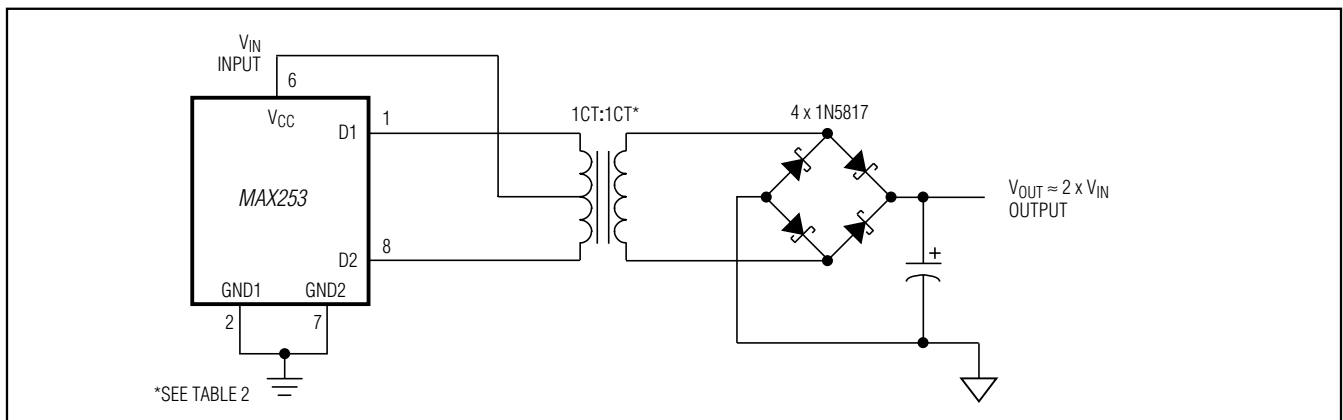 V_IN
INPUT
6
V_CC
D1
1
MAX253
D2
8
GND1
GND2
2
7
1CT:1CT*
4 x 1N5817
V_OUT ≈ 2 x V_IN
OUTPUT
+
*SEE TABLE 2